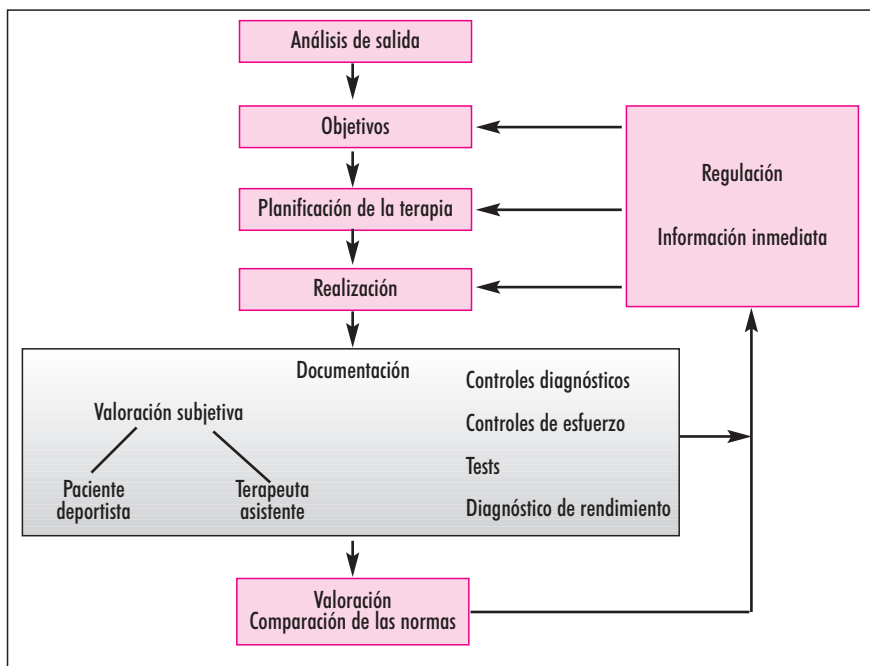 Análisis de salida
Objetivos
Planificación de la terapia
Realización
Regulación
Información inmediata
Documentación
Valoración subjetiva
Paciente
deportista
Terapeuta
asistente
Controles diagnósticos
Controles de esfuerzo
Tests
Diagnóstico de rendimiento
Valoración
Comparación de las normas